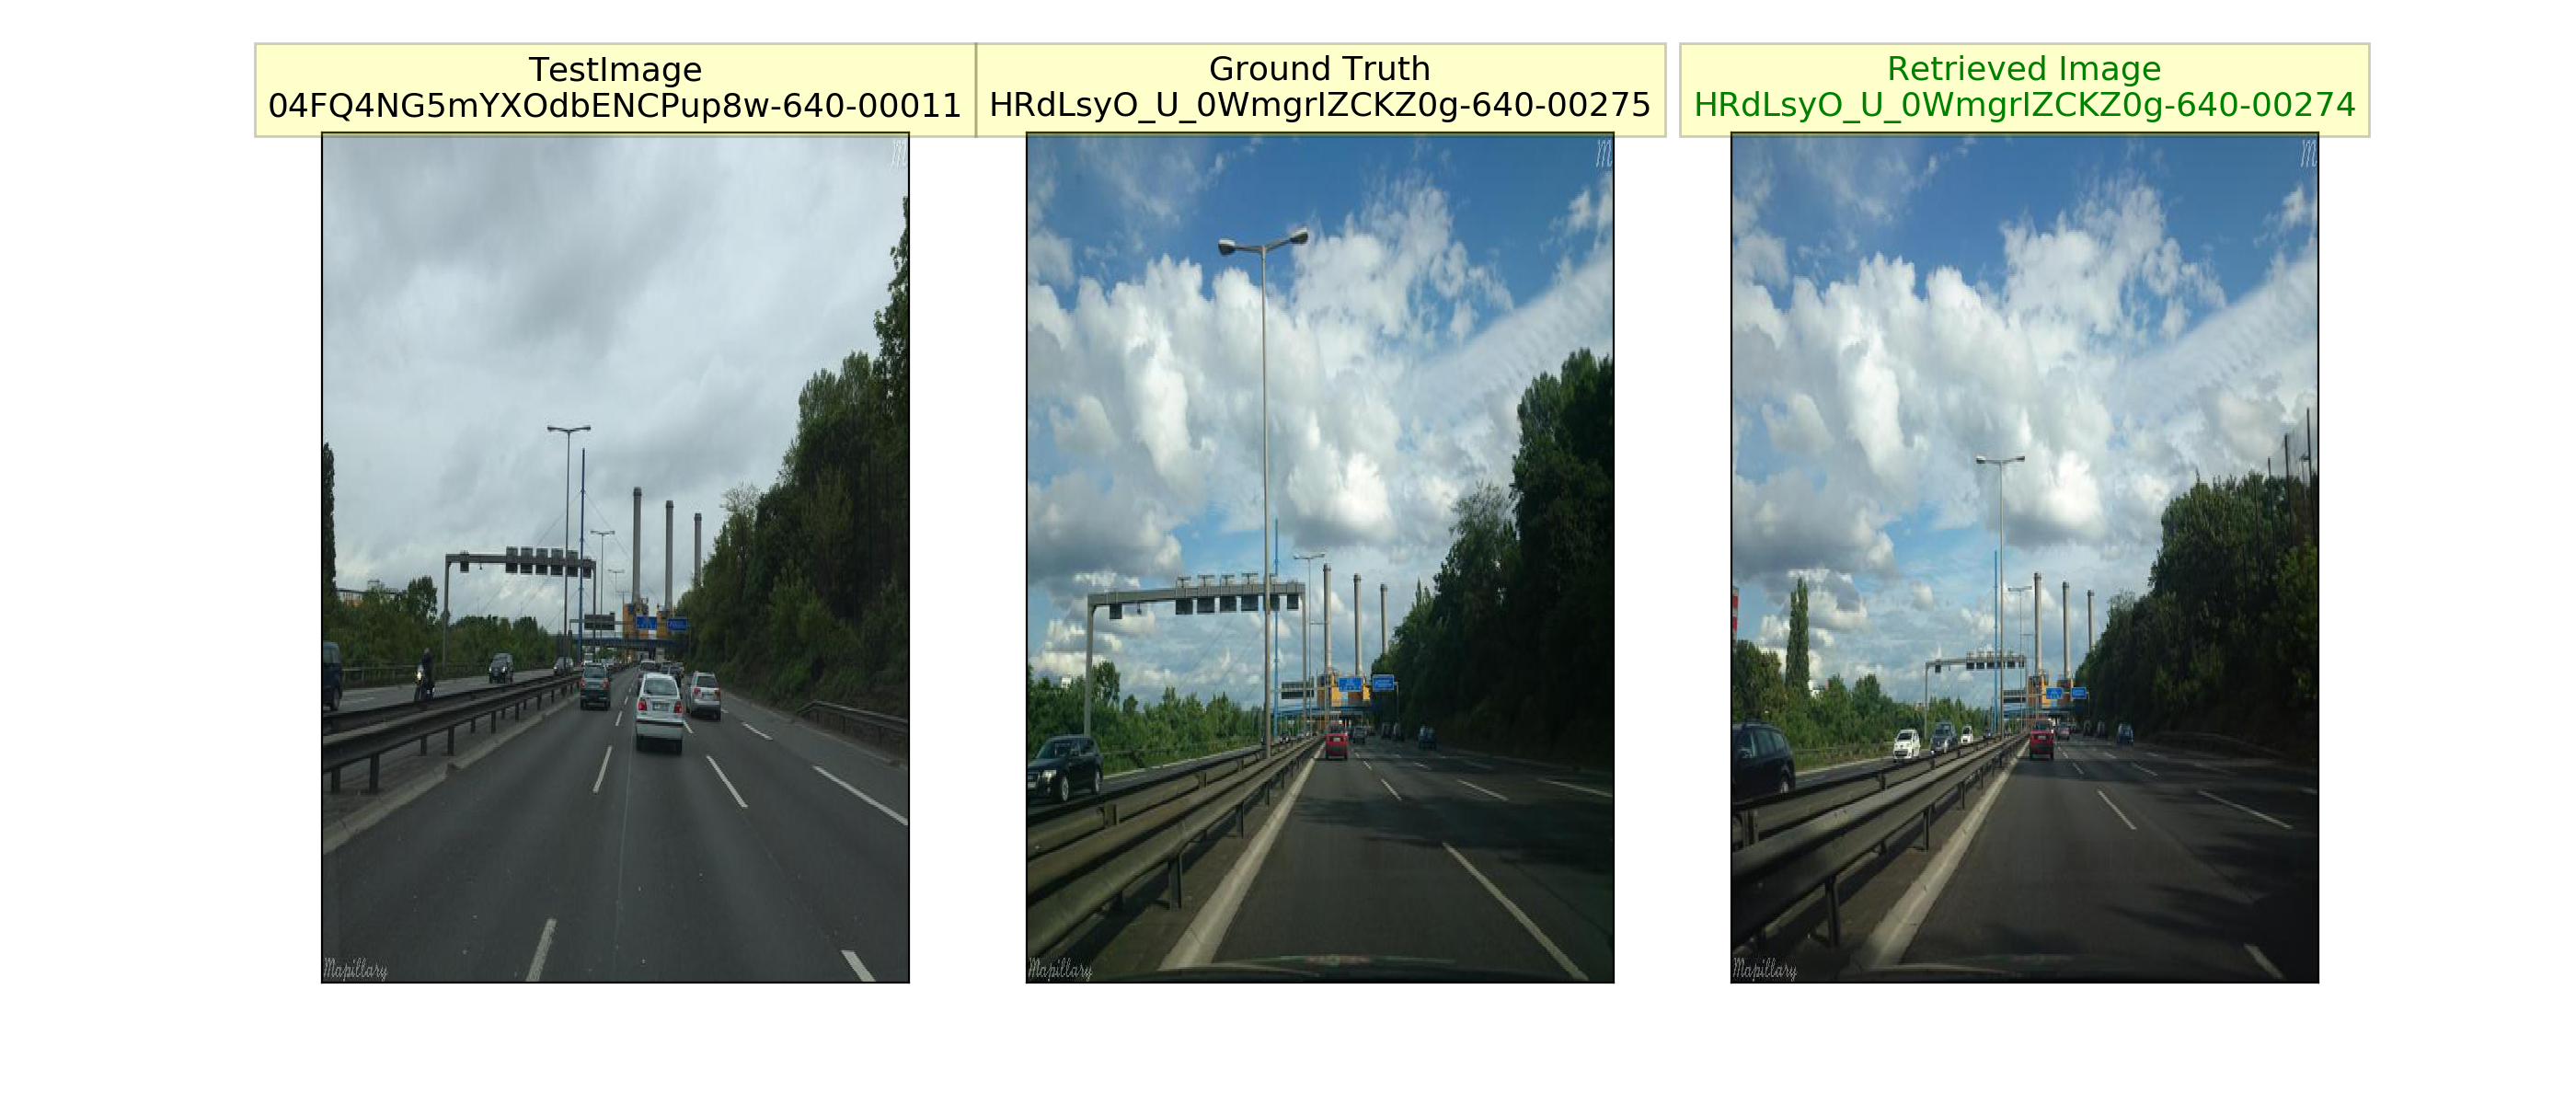 TestImage
04FQ4NG5mYXOdbENCPup8w-640-00011
Ground Truth
HRdLsyO_U_0WmgrIZCKZ0g-640-00275
Retrieved Image
HRdLsyO_U_0WmgrIZCKZ0g-640-00274
M
M
M
Mapillary
Mapillary
Mapillary